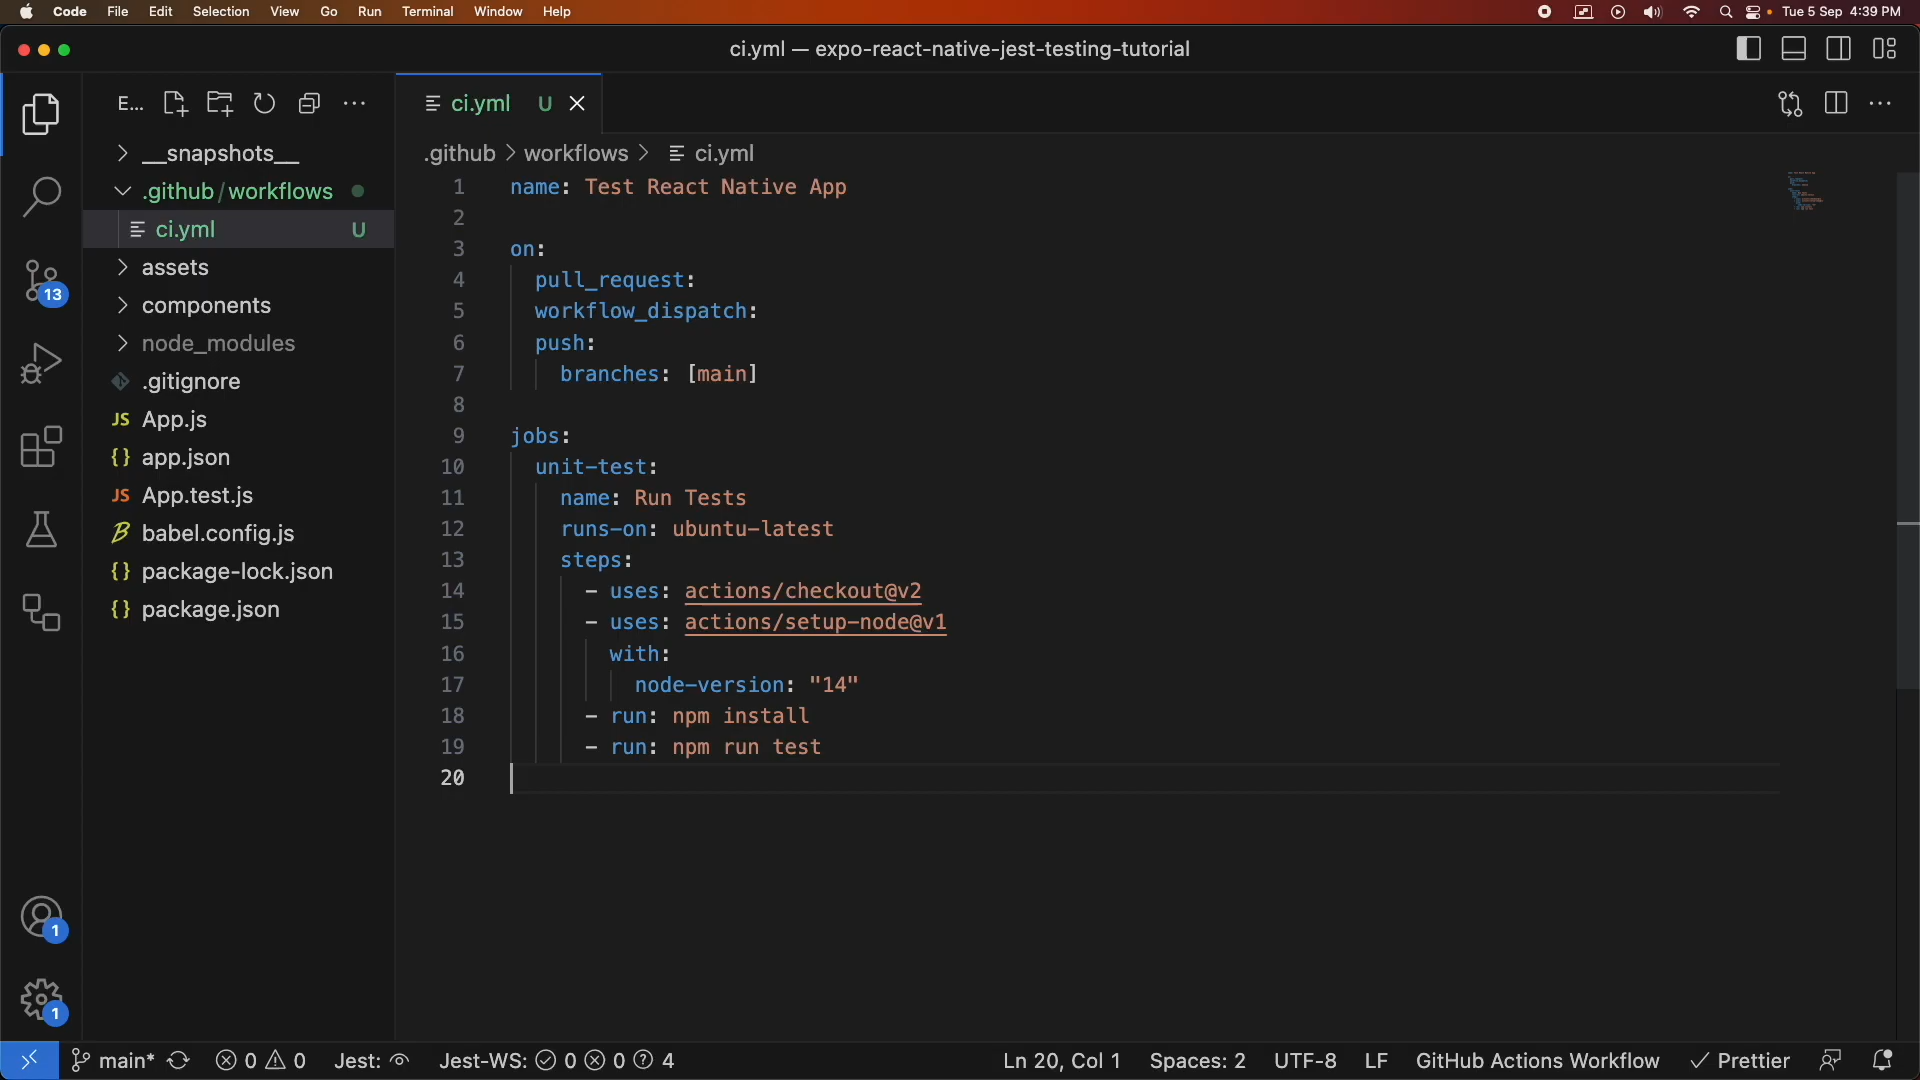 Code File Edit Selection View Go Run Terminal Window Help Tue 5 Sep 4:39 PM
ci.yml — expo-react-native-jest-testing-tutorial
E...
ci.yml U
__snapshots__
.github/workflows
ci.yml U
assets
components
node_modules
.gitignore
JS App.js
{} app.json
JS App.test.js
babel.config.js
{} package-lock.json
{} package.json
13
1
1
.github > workflows > ci.yml
1 name: Test React Native App
2
3 on:
4 pull_request:
5 workflow_dispatch:
6 push:
7 branches: [main]
8
9 jobs:
10 unit-test:
11 name: Run Tests
12 runs-on: ubuntu-latest
13 steps:
14 - uses: actions/checkout@v2
15 - uses: actions/setup-node@v1
16 with:
17 node-version: "14"
18 - run: npm install
19 - run: npm run test
20
main* 0 0 Jest: Jest-WS: 0 0 4 Ln 20, Col 1 Spaces: 2 UTF-8 LF GitHub Actions Workflow Prettier